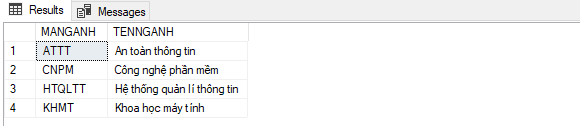 Results Messages
MANGANH TENNGANH
1 ATTT An toàn thông tin
2 CNPM Công nghệ phần mềm
3 HTQLTT Hệ thống quản lí thông tin
4 KHMT Khoa học máy tính